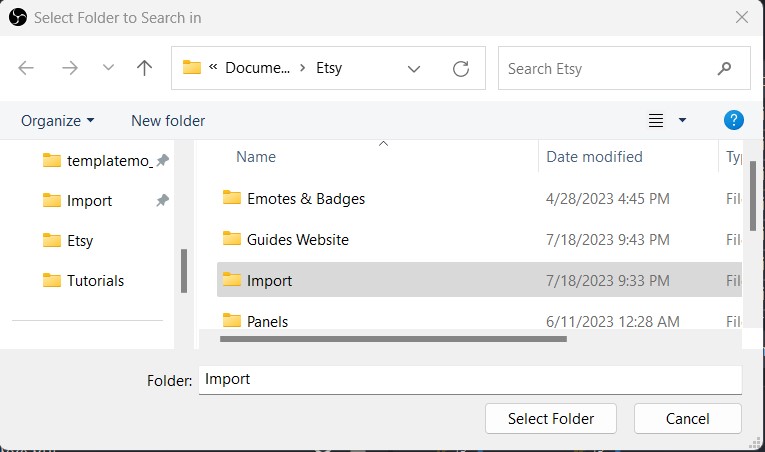 Select Folder to Search in
« Docume... > Etsy
Search Etsy
Organize
New folder
?
Name
Date modified
templatemo_
Import
Etsy
Tutorials
Emotes & Badges 4/28/2023 4:45 PM Fil
Guides Website 7/18/2023 9:43 PM Fil
Import 7/18/2023 9:33 PM Fil
Panels 6/11/2023 12:28 AM Fil
Folder: Import
Select Folder
Cancel